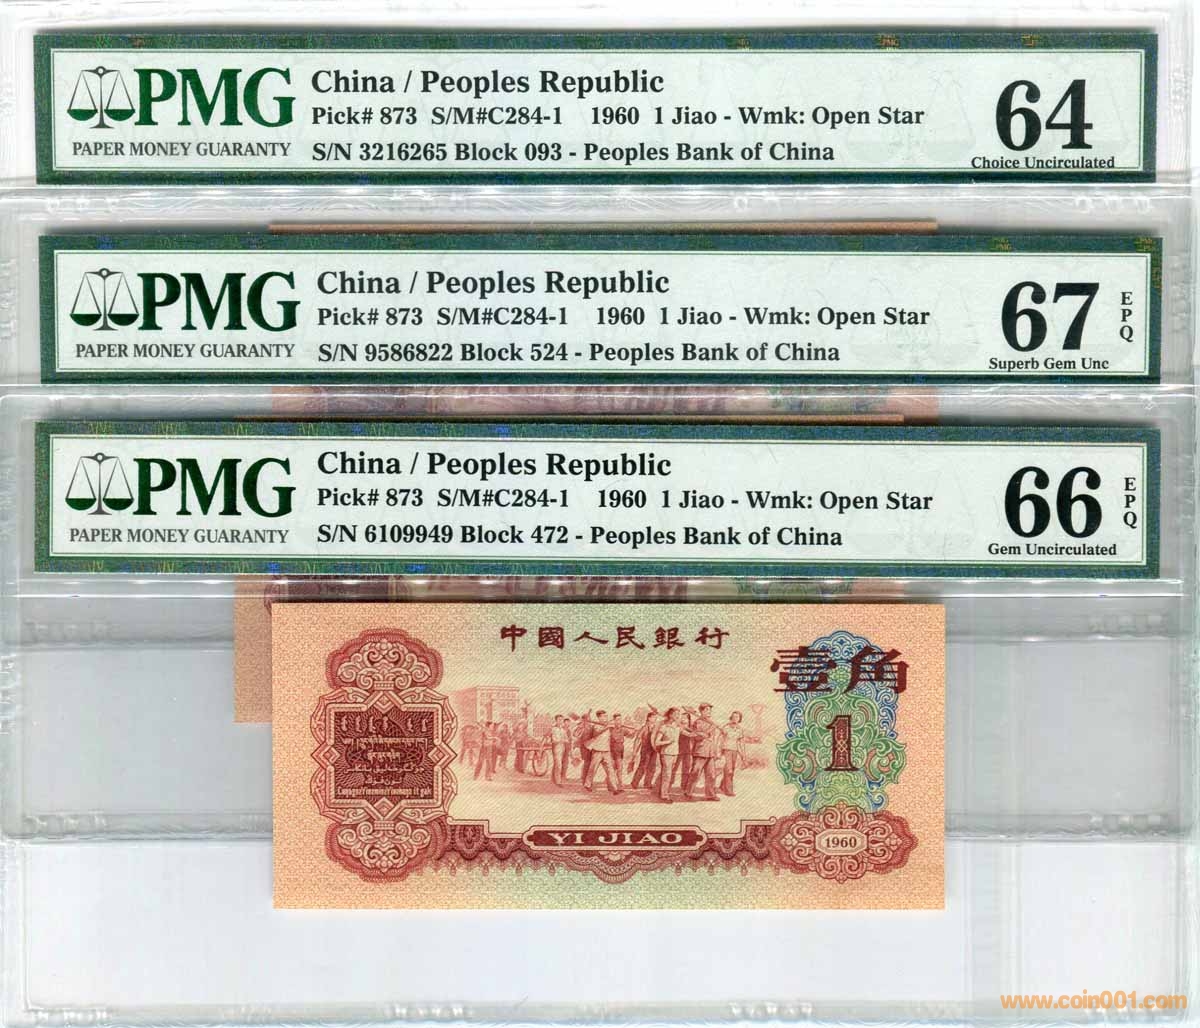 PMG
PAPER MONEY GUARANTY
China / Peoples Republic
Pick# 873 S/M#C284-1 1960 1 Jiao - Wmk: Open Star
S/N 3216265 Block 093 - Peoples Bank of China
64
Choice Uncirculated
PMG
PAPER MONEY GUARANTY
China / Peoples Republic
Pick# 873 S/M#C284-1 1960 1 Jiao - Wmk: Open Star
S/N 9586822 Block 524 - Peoples Bank of China
67
EPQ
Superb Gem Unc
PMG
PAPER MONEY GUARANTY
China / Peoples Republic
Pick# 873 S/M#C284-1 1960 1 Jiao - Wmk: Open Star
S/N 6109949 Block 472 - Peoples Bank of China
66
EPQ
Gem Uncirculated
中國人民銀行
壹角
1
YI JIAO
1960
www.coin001.com